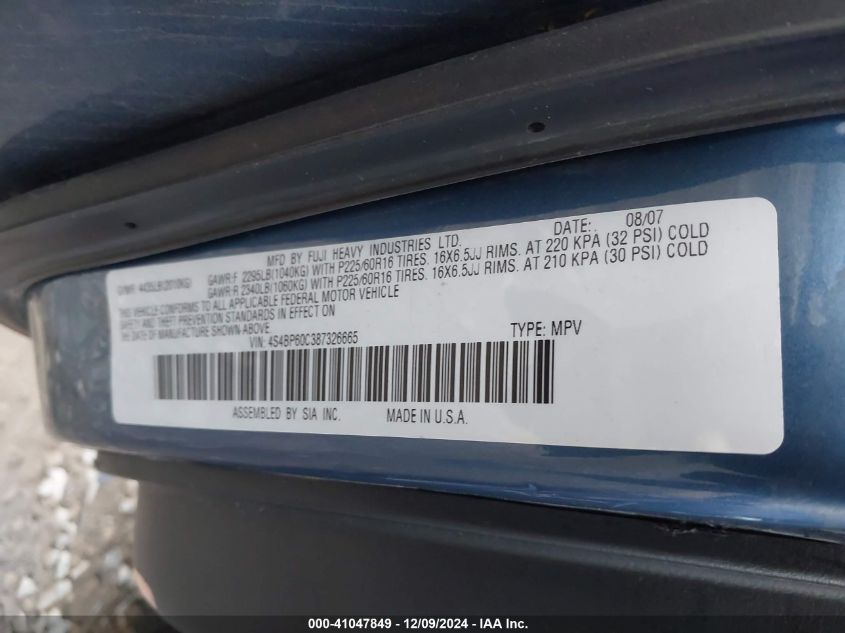 MFD BY FUJI HEAVY INDUSTRIES LTD. DATE: 08/07
GVWR: 4435LB(2010KG) GAWR-F 2295LB(1040KG) WITH P225/60R16 TIRES. 16X6.5JJ RIMS. AT 220 KPA (32 PSI) COLD
GAWR-R 2340LB(1060KG) WITH P225/60R16 TIRES. 16X6.5JJ RIMS. AT 210 KPA (30 PSI) COLD
THIS VEHICLE CONFORMS TO ALL APPLICABLE FEDERAL MOTOR VEHICLE
SAFETY AND THEFT PREVENTION STANDARDS IN EFFECT ON THE DATE
OF MANUFACTURE SHOWN ABOVE.
VIN: 4S4BP60C387326665 TYPE: MPV
ASSEMBLED BY SIA INC. MADE IN U.S.A.
000-41047849 - 12/09/2024 - IAA Inc.